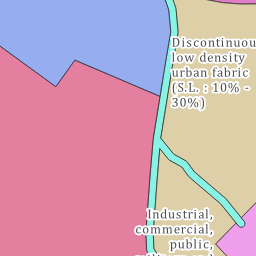 Discontinuous
low density
urban fabric
(S.L. : 10% -
30%)
Industrial,
commercial,
public,